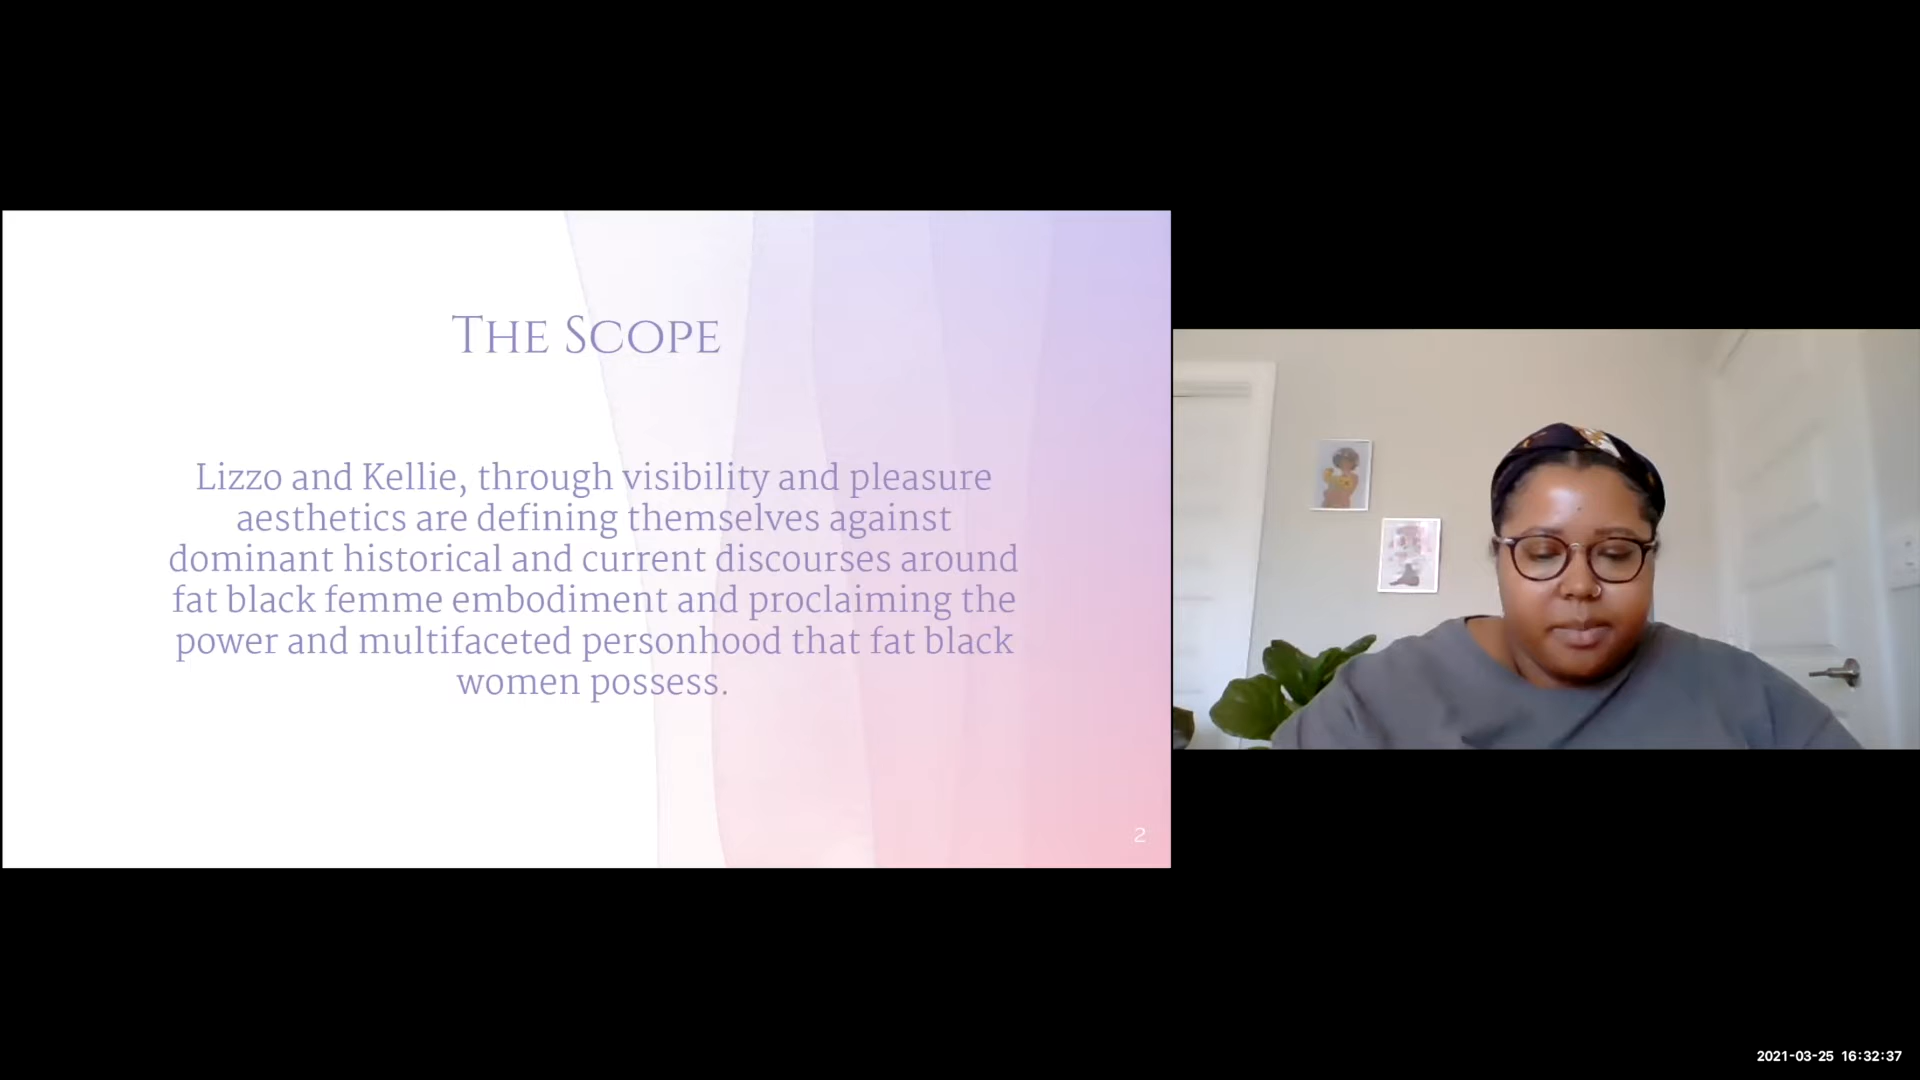 The Scope
Lizzo and Kellie, through visibility and pleasure
aesthetics are defining themselves against
dominant historical and current discourses around
fat black femme embodiment and proclaiming the
power and multifaceted personhood that fat black
women possess.
2
2021-03-25 16:32:37